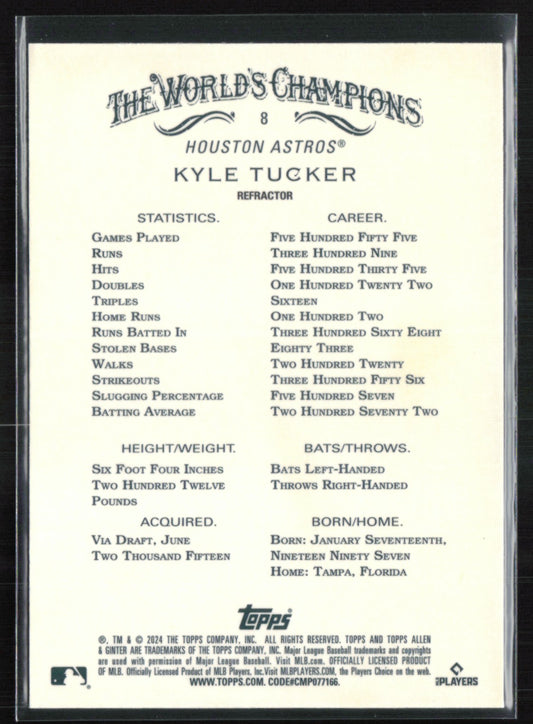 THE WORLD'S CHAMPIONS
8
HOUSTON ASTROS®
KYLE TUCKER
REFRACTOR
STATISTICS. CAREER.
GAMES PLAYED FIVE HUNDRED FIFTY FIVE
RUNS THREE HUNDRED NINE
HITS FIVE HUNDRED THIRTY FIVE
DOUBLES ONE HUNDRED TWENTY TWO
TRIPLES SIXTEEN
HOME RUNS ONE HUNDRED TWO
RUNS BATTED IN THREE HUNDRED SIXTY EIGHT
STOLEN BASES EIGHTY THREE
WALKS TWO HUNDRED TWENTY
STRIKEOUTS THREE HUNDRED FIFTY SIX
SLUGGING PERCENTAGE FIVE HUNDRED SEVEN
BATTING AVERAGE TWO HUNDRED SEVENTY TWO
HEIGHT/WEIGHT. BATS/THROWS.
SIX FOOT FOUR INCHES BATS LEFT-HANDED
TWO HUNDRED TWELVE THROWS RIGHT-HANDED
POUNDS
ACQUIRED. BORN/HOME.
VIA DRAFT, JUNE BORN: JANUARY SEVENTEENTH,
TWO THOUSAND FIFTEEN NINETEEN NINETY SEVEN
HOME: TAMPA, FLORIDA
Topps®
®, TM & © 2024 THE TOPPS COMPANY, INC. ALL RIGHTS RESERVED. TOPPS AND TOPPS ALLEN
& GINTER ARE TRADEMARKS OF THE TOPPS COMPANY, INC. Major League Baseball trademarks and copyrights
are used with permission of Major League Baseball. Visit MLB.com. OFFICIALLY LICENSED PRODUCT
OF MLB. Officially Licensed Product of MLB Players, Inc. Visit MLBPLAYERS.com, the Players Choice on the web.
WWW.TOPPS.COM. CODE#CMP077166.
MLB PLAYERS